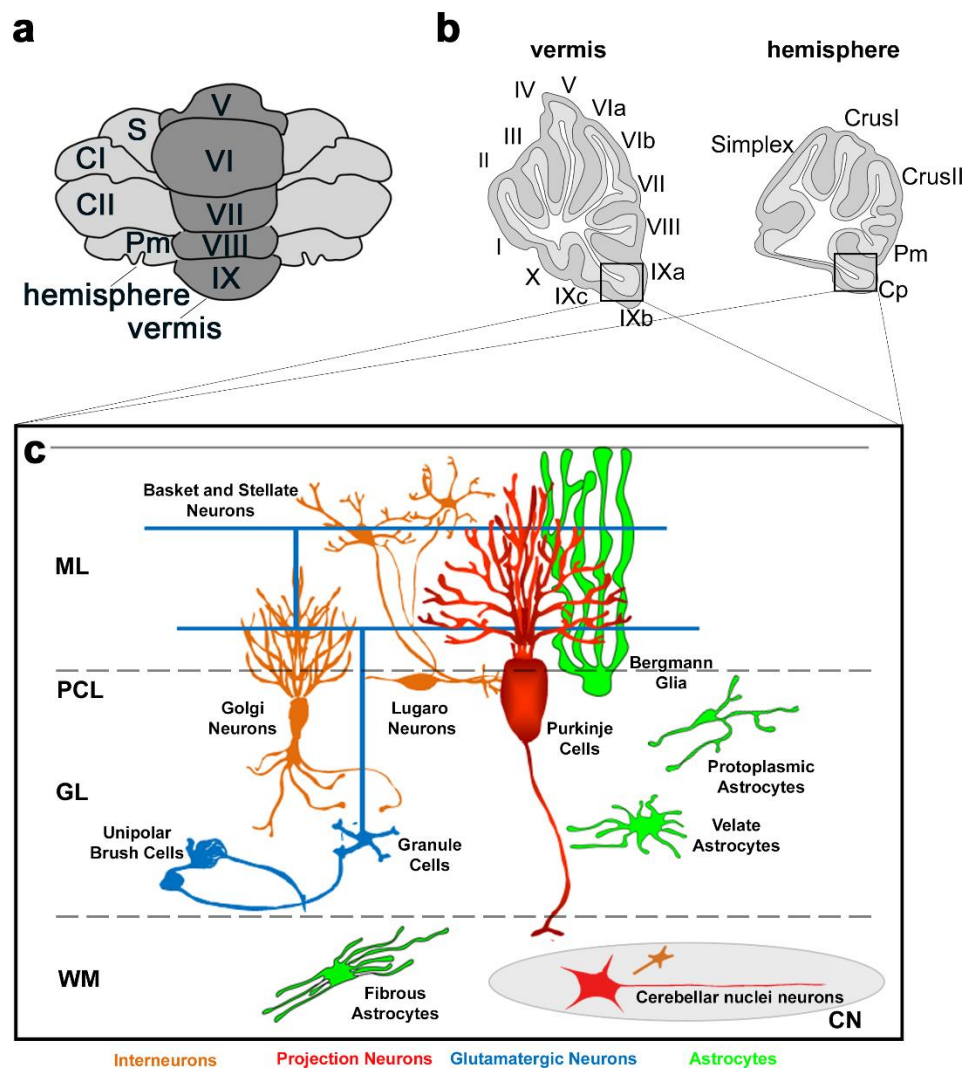 a
V
S
VI
CI
CII
VII
Pm
VIII
IX
hemisphere
vermis
b
vermis
hemisphere
IV
V
VIa
III
VIb
II
VII
VIII
I
X
IXa
IXc
IXb
CrusI
Simplex
CrusII
Pm
Cp
c
Basket and Stellate
Neurons
ML
Bergmann
Glia
PCL
Golgi
Neurons
Lugaro
Neurons
Purkinje
Cells
Protoplasmic
Astrocytes
GL
Unipolar
Brush Cells
Granule
Cells
Velate
Astrocytes
WM
Fibrous
Astrocytes
Cerebellar nuclei neurons
CN
Interneurons Projection Neurons Glutamatergic Neurons Astrocytes